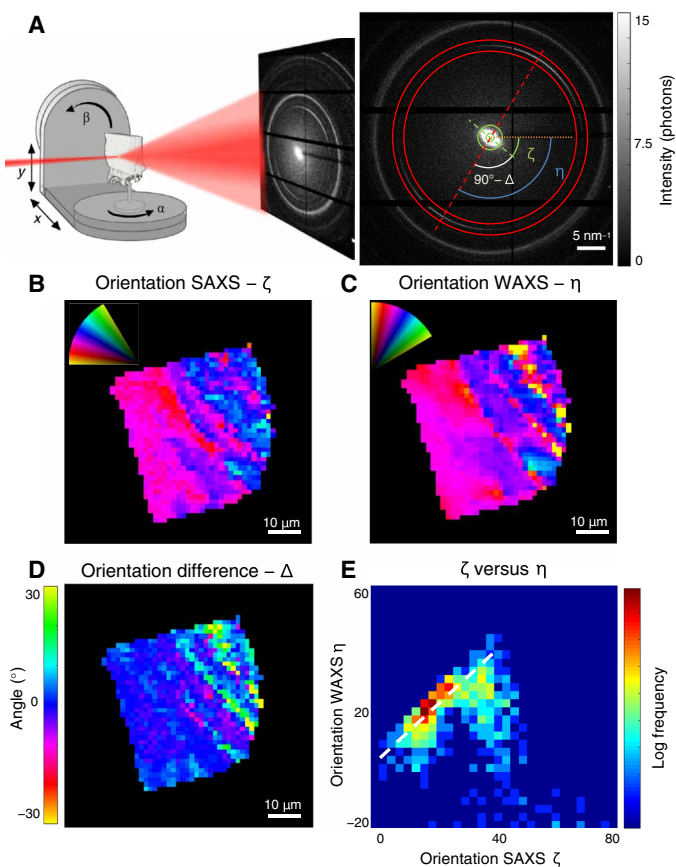 A
β
y
x
α
ζ
η
90° – Δ
5 nm⁻¹
15
7.5
0
Intensity (photons)
B
Orientation SAXS – ζ
C
Orientation WAXS – η
10 μm
10 μm
D
Orientation difference – Δ
E
ζ versus η
30
0
−30
Angle (°)
10 μm
60
20
−20
Orientation WAXS η
0
40
80
Orientation SAXS ζ
Log frequency